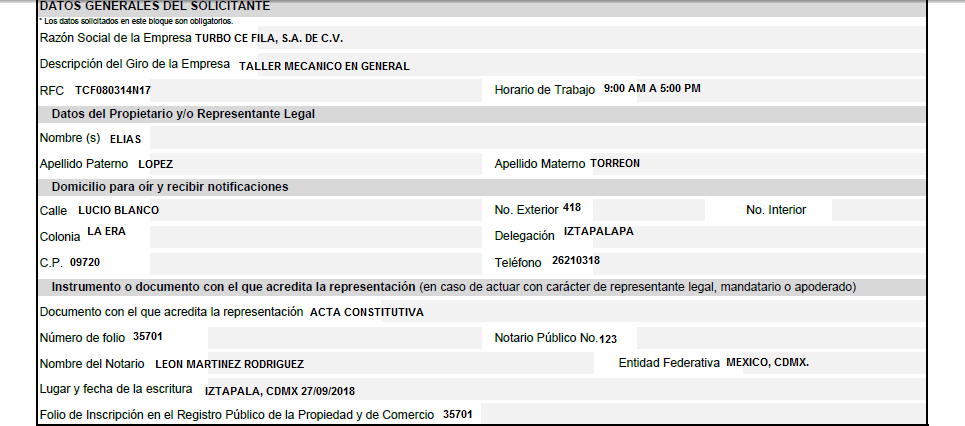 DATOS GENERALES DEL SOLICITANTE
* Los datos solicitados en este bloque son obligatorios.
Razón Social de la Empresa TURBO CE FILA, S.A. DE C.V.
Descripción del Giro de la Empresa TALLER MECANICO EN GENERAL
RFC TCF080314N17 Horario de Trabajo 9:00 AM A 5:00 PM
Datos del Propietario y/o Representante Legal
Nombre (s) ELIAS
Apellido Paterno LOPEZ Apellido Materno TORREON
Domicilio para oír y recibir notificaciones
Calle LUCIO BLANCO No. Exterior 418 No. Interior
Colonia LA ERA Delegación IZTAPALAPA
C.P. 09720 Teléfono 26210318
Instrumento o documento con el que acredita la representación (en caso de actuar con carácter de representante legal, mandatario o apoderado)
Documento con el que acredita la representación ACTA CONSTITUTIVA
Número de folio 35701 Notario Público No. 123
Nombre del Notario LEON MARTINEZ RODRIGUEZ Entidad Federativa MEXICO, CDMX.
Lugar y fecha de la escritura IZTAPALA, CDMX 27/09/2018
Folio de Inscripción en el Registro Público de la Propiedad y de Comercio 35701